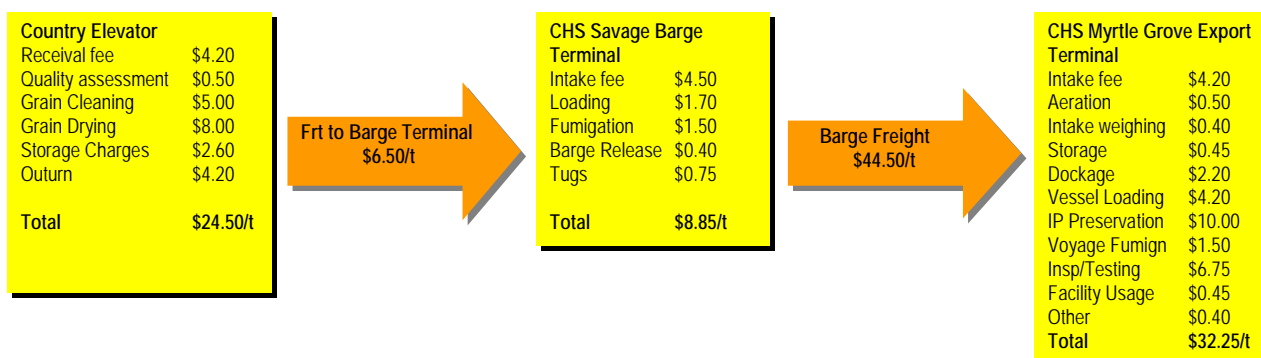 Country Elevator
Receival fee $4.20
Quality assessment $0.50
Grain Cleaning $5.00
Grain Drying $8.00
Storage Charges $2.60
Outurn $4.20
Total $24.50/t
Frt to Barge Terminal
$6.50/t
CHS Savage Barge
Terminal
Intake fee $4.50
Loading $1.70
Fumigation $1.50
Barge Release $0.40
Tugs $0.75
Total $8.85/t
Barge Freight
$44.50/t
CHS Myrtle Grove Export
Terminal
Intake fee $4.20
Aeration $0.50
Intake weighing $0.40
Storage $0.45
Dockage $2.20
Vessel Loading $4.20
IP Preservation $10.00
Voyage Fumign $1.50
Insp/Testing $6.75
Facility Usage $0.45
Other $0.40
Total $32.25/t